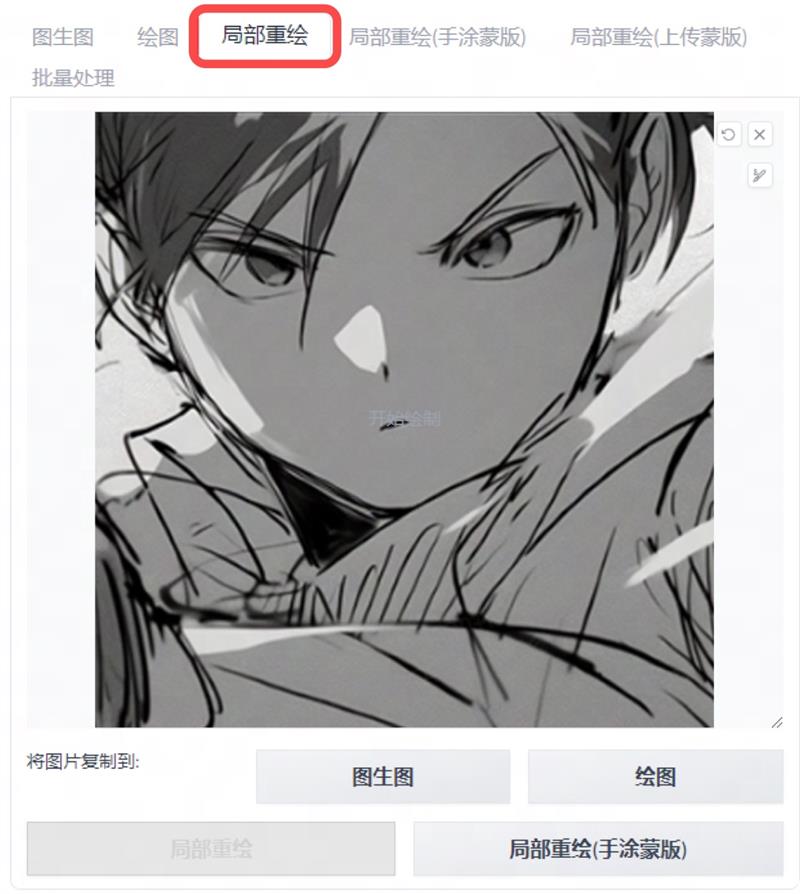 图生图 绘图 局部重绘 局部重绘(手涂蒙版) 局部重绘(上传蒙版)
批量处理
开始绘制
将图片复制到:
图生图 绘图
局部重绘 局部重绘(手涂蒙版)